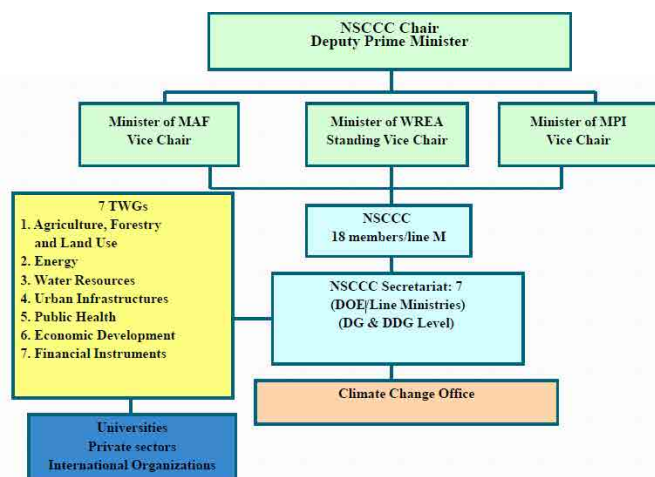 NSCCC Chair
Deputy Prime Minister
Minister of MAF
Vice Chair
Minister of WREA
Standing Vice Chair
Minister of MPI
Vice Chair
7 TWGs
1. Agriculture, Forestry
and Land Use
2. Energy
3. Water Resources
4. Urban Infrastructures
5. Public Health
6. Economic Development
7. Financial Instruments
NSCCC
18 members/line M
NSCCC Secretariat: 7
(DOE/Line Ministries)
(DG & DDG Level)
Climate Change Office
Universities
Private sectors
International Organizations